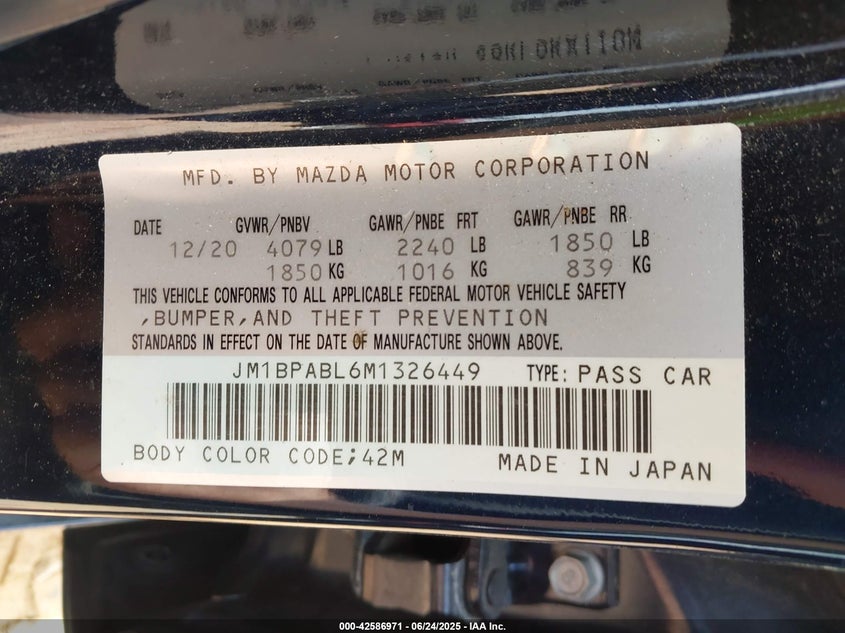 MFD. BY MAZDA MOTOR CORPORATION
DATE GVWR/PNBV GAWR/PNBE FRT GAWR/PNBE RR
12/20 4079 LB 2240 LB 1850 LB
1850 KG 1016 KG 839 KG
THIS VEHICLE CONFORMS TO ALL APPLICABLE FEDERAL MOTOR VEHICLE SAFETY
,BUMPER,AND THEFT PREVENTION
STANDARDS IN EFFECT ON THE DATE OF MANUFACTURE SHOWN ABOVE.
JM1BPABL6M1326449 TYPE: PASS CAR
BODY COLOR CODE;42M MADE IN JAPAN
000-42586971 - 06/24/2025 - IAA Inc.